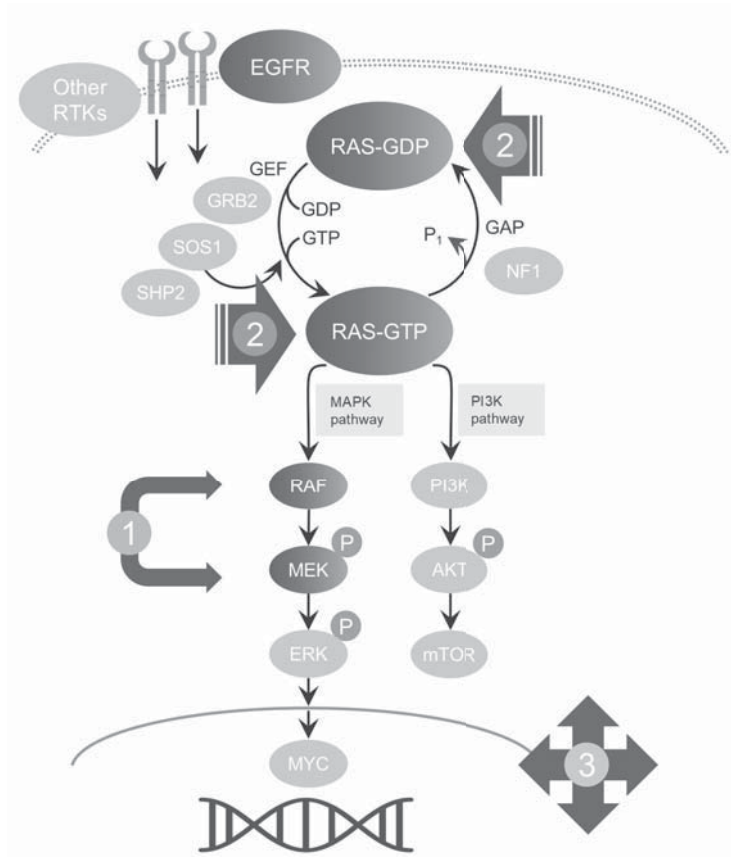 Other
RTKs
EGFR
RAS-GDP
2
GEF
GRB2
GDP
GTP
SOS1
SHP2
P1
GAP
NF1
2
RAS-GTP
MAPK
pathway
PI3K
pathway
RAF
PI3K
1
P
MEK
P
AKT
P
ERK
mTOR
MYC
3